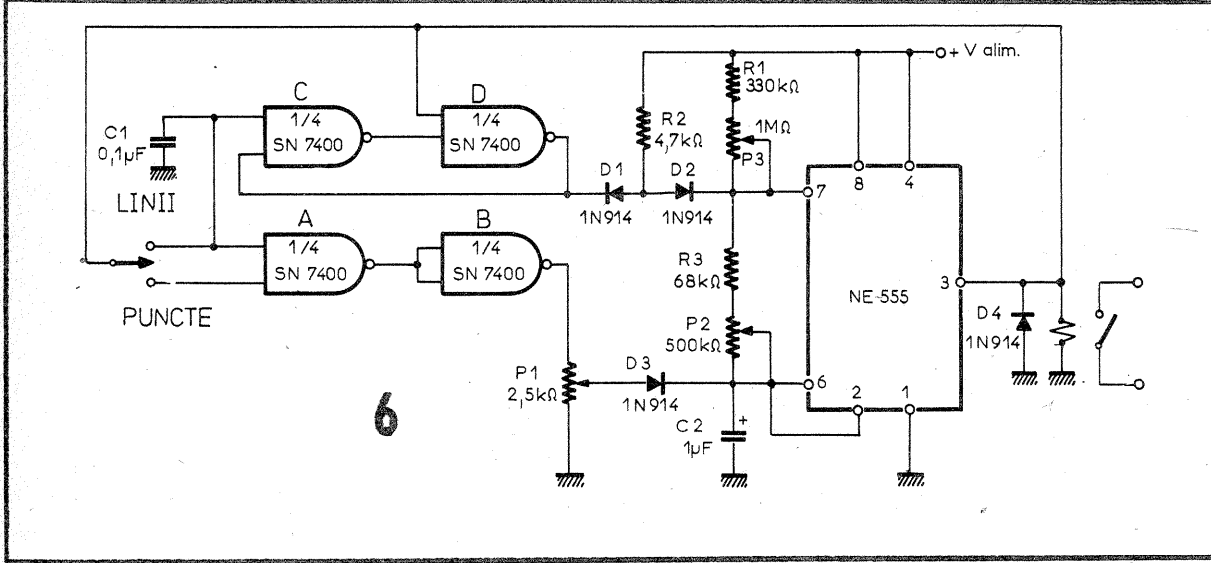 C
1/4
SN 7400
D
1/4
SN 7400
C1
0,1µF
LINII
A
1/4
SN 7400
B
1/4
SN 7400
PUNCTE
6
P1
2,5kΩ
D1
1N914
D2
1N914
D3
1N914
R2
4,7kΩ
R1
330kΩ
1MΩ
P3
R3
68kΩ
P2
500kΩ
C2
+
1µF
+ V alim.
7
8
4
3
6
2
1
NE-555
D4
1N914